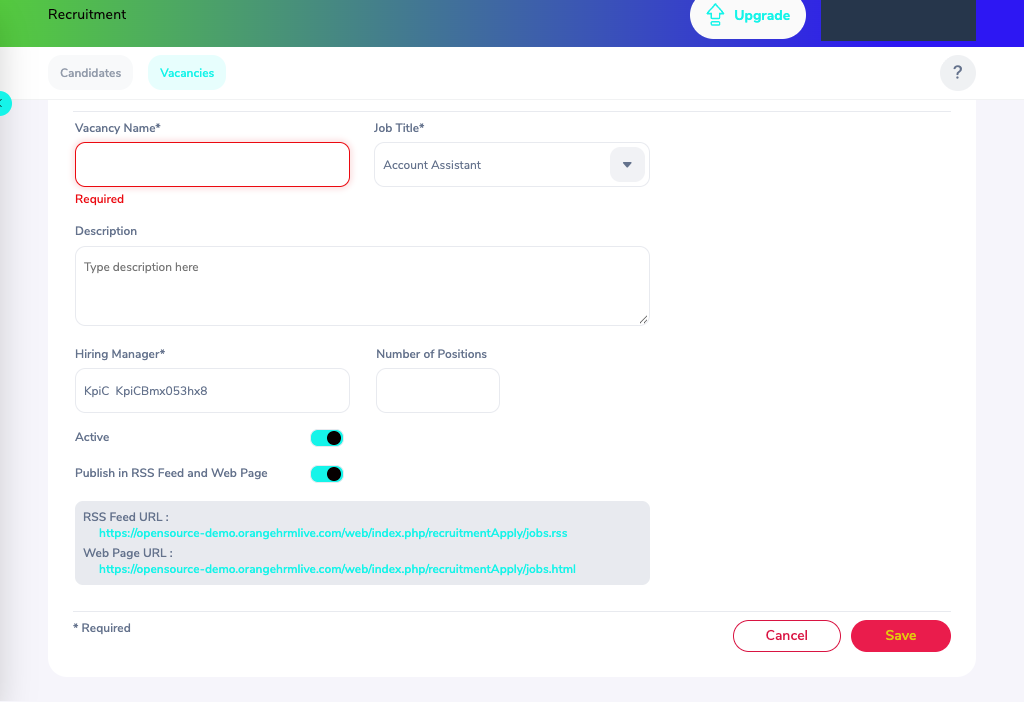 Recruitment
Upgrade
Candidates
Vacancies
?
Vacancy Name*
Job Title*
Account Assistant
Required
Description
Type description here
Hiring Manager*
Number of Positions
KpiC  KpiCBmx053hx8
Active
Publish in RSS Feed and Web Page
RSS Feed URL :
https://opensource-demo.orangehrmlive.com/web/index.php/recruitmentApply/jobs.rss
Web Page URL :
https://opensource-demo.orangehrmlive.com/web/index.php/recruitmentApply/jobs.html
* Required
Cancel
Save